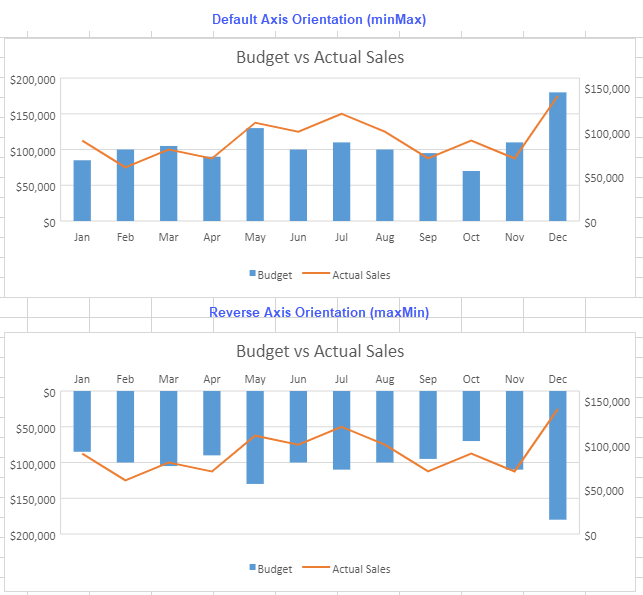 Default Axis Orientation (minMax)
Budget vs Actual Sales
$200,000
$150,000
$100,000
$50,000
$0
$150,000
$100,000
$50,000
$0
Jan Feb Mar Apr May Jun Jul Aug Sep Oct Nov Dec
Budget Actual Sales
Reverse Axis Orientation (maxMin)
Budget vs Actual Sales
Jan Feb Mar Apr May Jun Jul Aug Sep Oct Nov Dec
$0
$50,000
$100,000
$150,000
$200,000
$150,000
$100,000
$50,000
$0
Budget Actual Sales